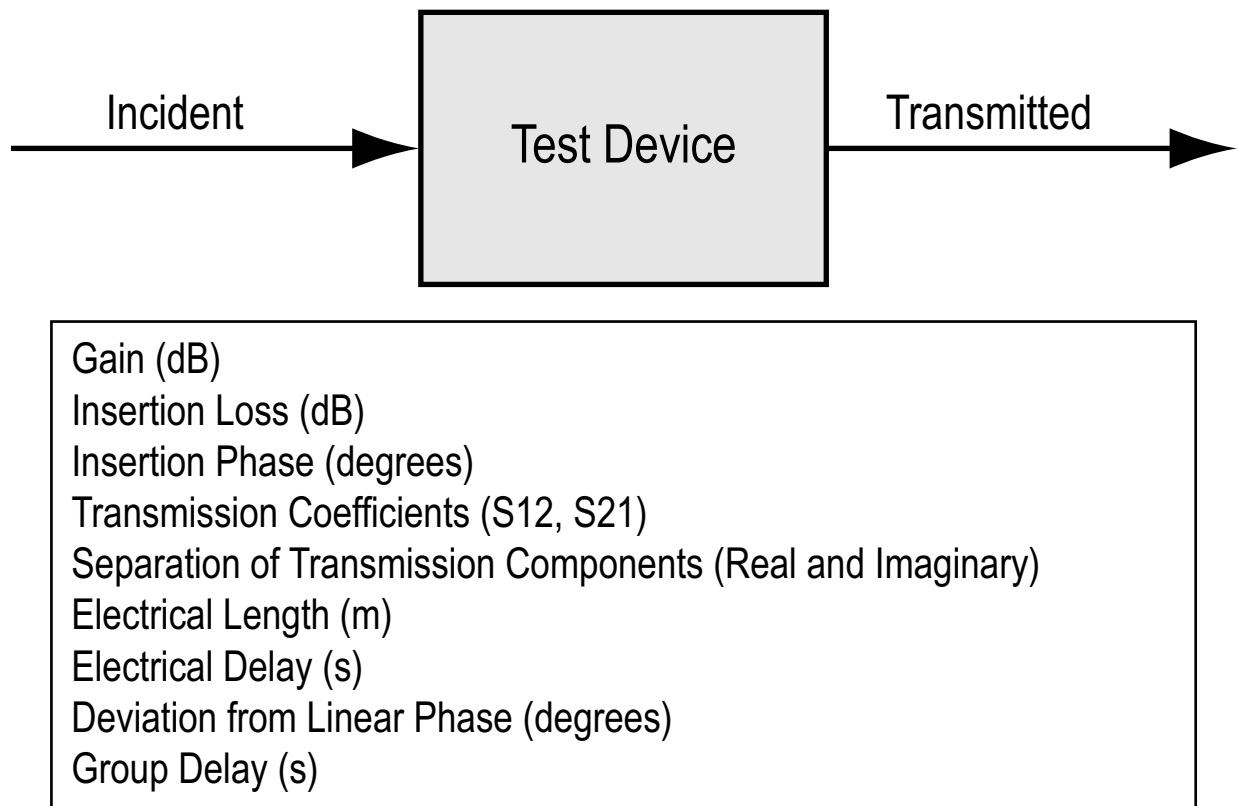 Incident
Test Device
Transmitted
Gain (dB)
Insertion Loss (dB)
Insertion Phase (degrees)
Transmission Coefficients (S12, S21)
Separation of Transmission Components (Real and Imaginary)
Electrical Length (m)
Electrical Delay (s)
Deviation from Linear Phase (degrees)
Group Delay (s)